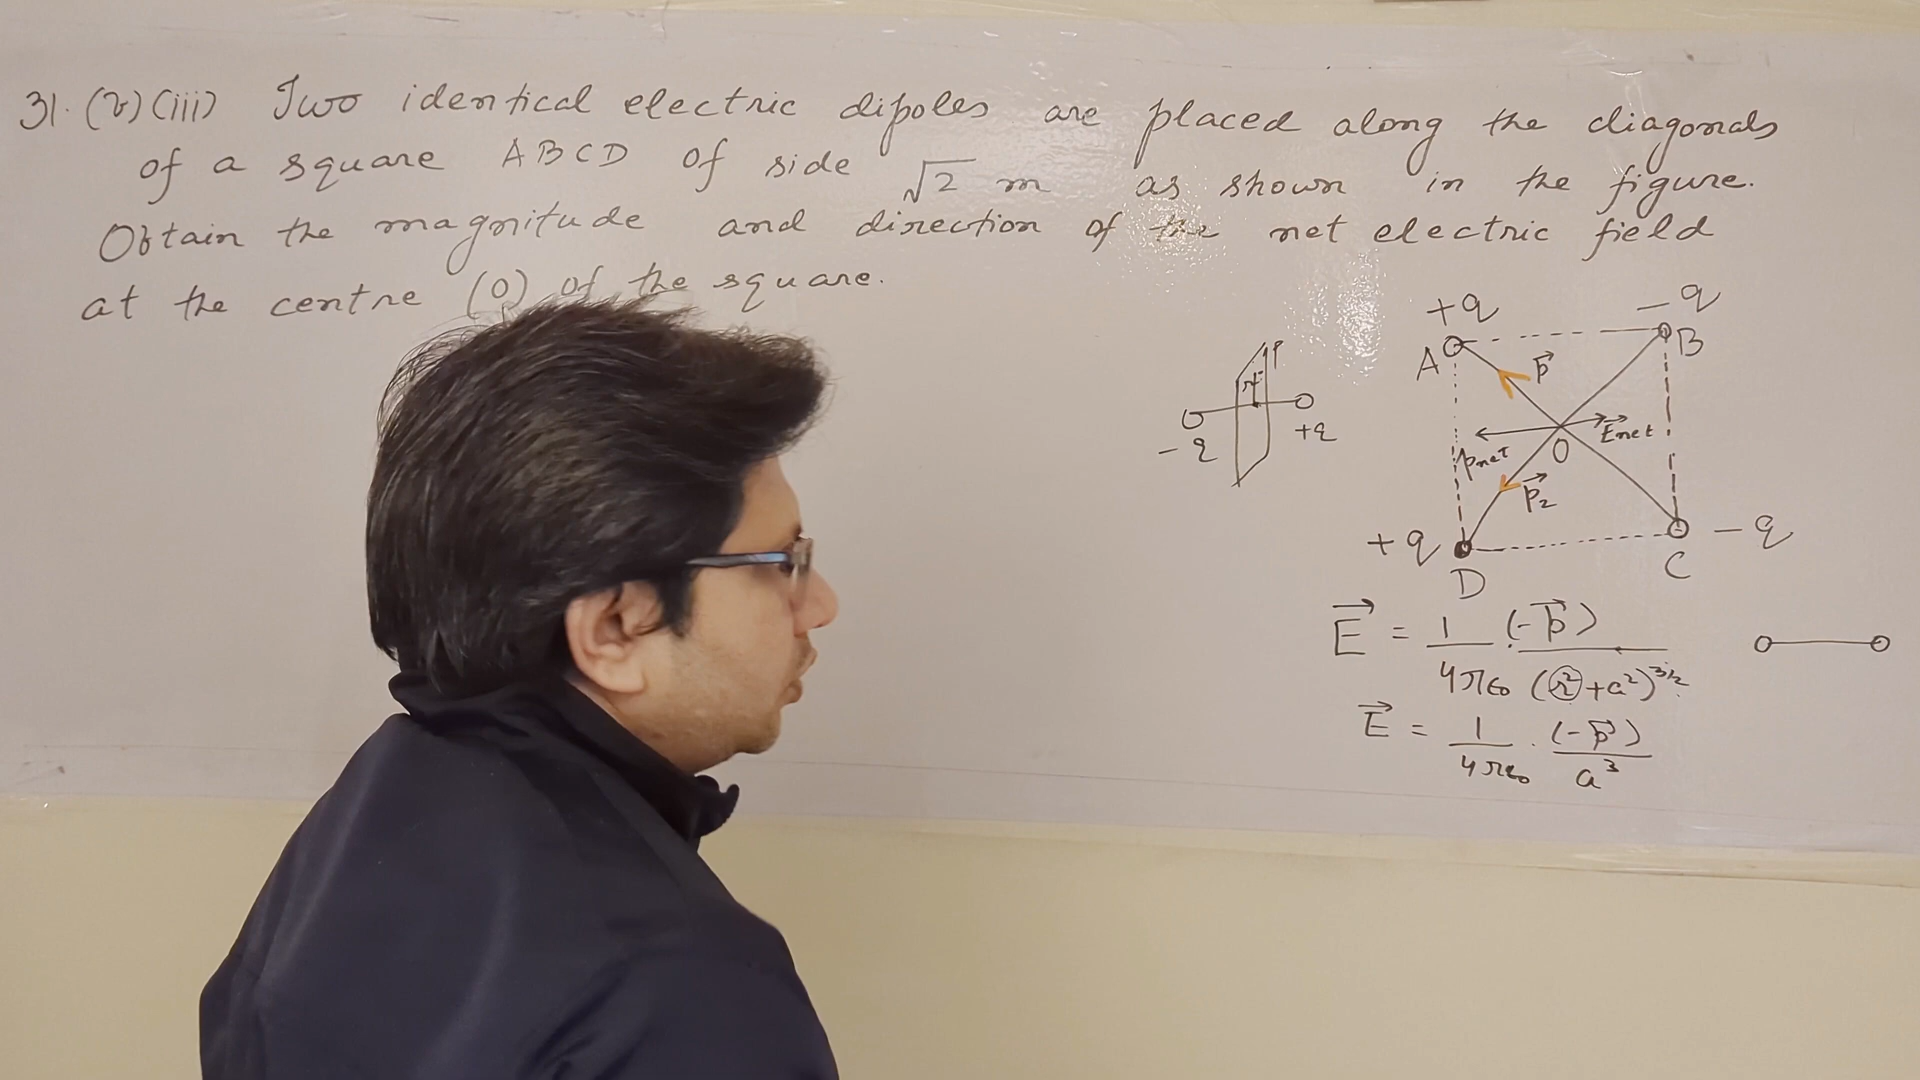 31. (b) (iii) Two identical electric dipoles are placed along the diagonals
of a square ABCD of side √2 m as shown in the figure.
Obtain the magnitude and direction of the net electric field
at the centre (O) of the square.
+q -q
A B
p⃗
r P
-q +q
E⃗net
Pnet O
p⃗₂
+q -q
D C
E⃗ = 1/4πε₀ . (-p⃗)/(r²+a²)^3/2
E⃗ = 1/4πε₀ . (-p⃗)/a³